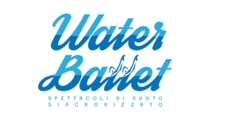 Water
Ballet
SPETTACOLI DI NUOTO
SINCRONIZZATO